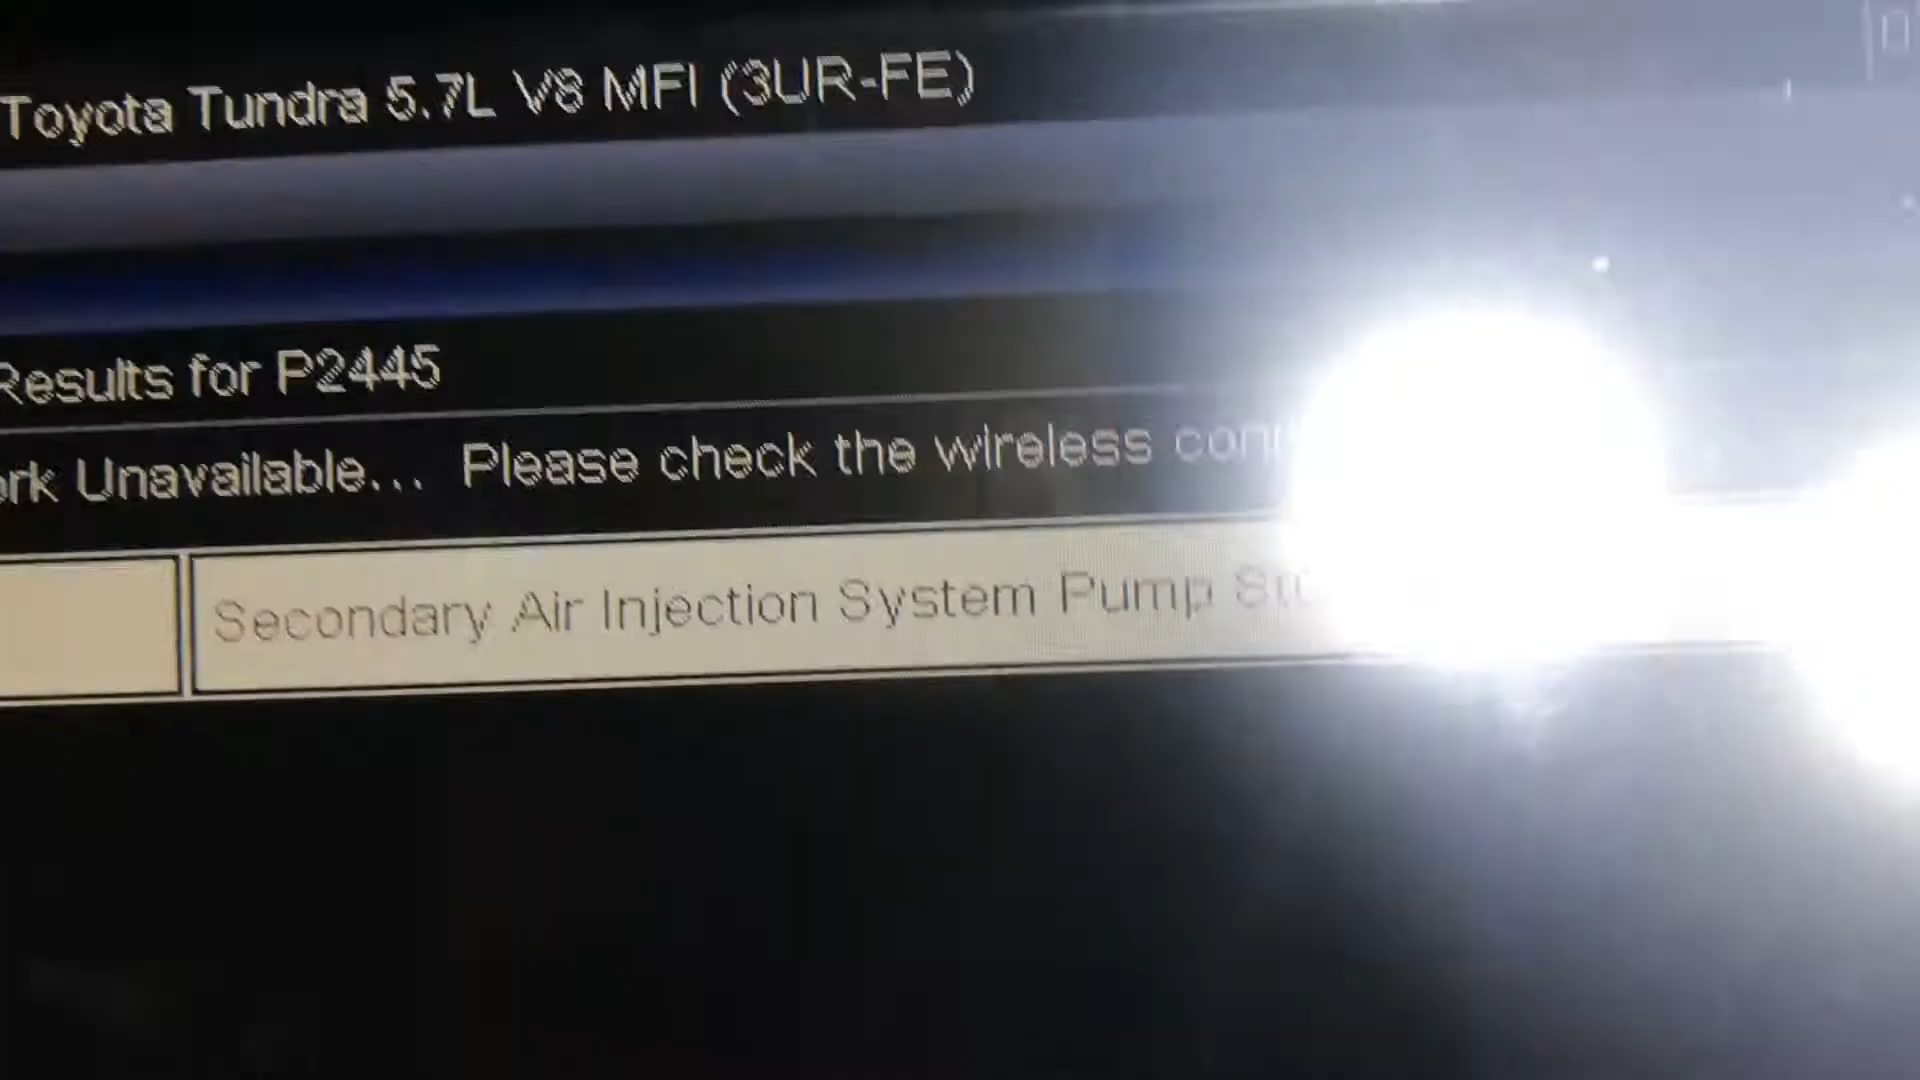 Toyota Tundra 5.7L V8 MFI (3UR-FE)
Results for P2445
Unavailable... Please check the wireless
Secondary Air Injection System Pump